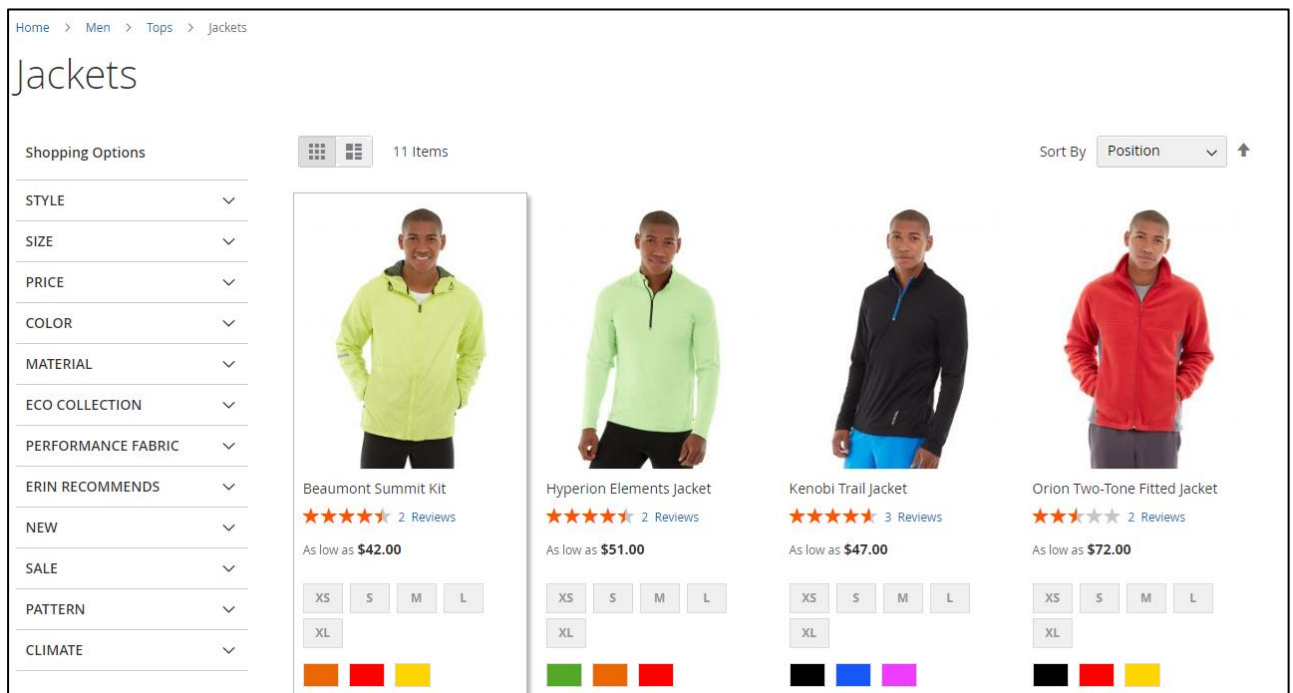 Home > Men > Tops > Jackets
Jackets
Shopping Options
11 Items
Sort By Position
STYLE
SIZE
PRICE
COLOR
MATERIAL
ECO COLLECTION
PERFORMANCE FABRIC
ERIN RECOMMENDS
NEW
SALE
PATTERN
CLIMATE
Beaumont Summit Kit
2 Reviews
As low as $42.00
XS S M L
XL
Hyperion Elements Jacket
2 Reviews
As low as $51.00
XS S M L
XL
Kenobi Trail Jacket
3 Reviews
As low as $47.00
XS S M L
XL
Orion Two-Tone Fitted Jacket
2 Reviews
As low as $72.00
XS S M L
XL